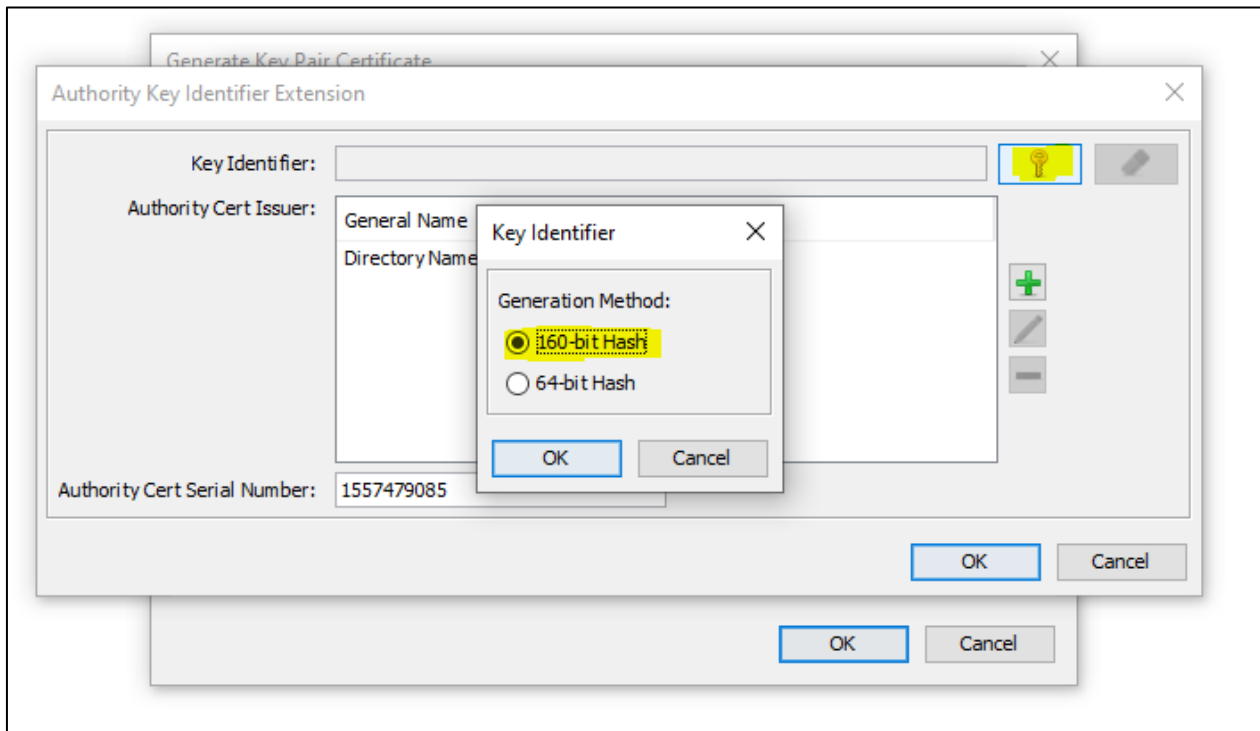 Generate Key Pair Certificate
Authority Key Identifier Extension
Key Identifier:
Authority Cert Issuer:
General Name
Directory Name
Key Identifier
Generation Method:
160-bit Hash
64-bit Hash
OK Cancel
Authority Cert Serial Number: 1557479085
OK Cancel
OK Cancel